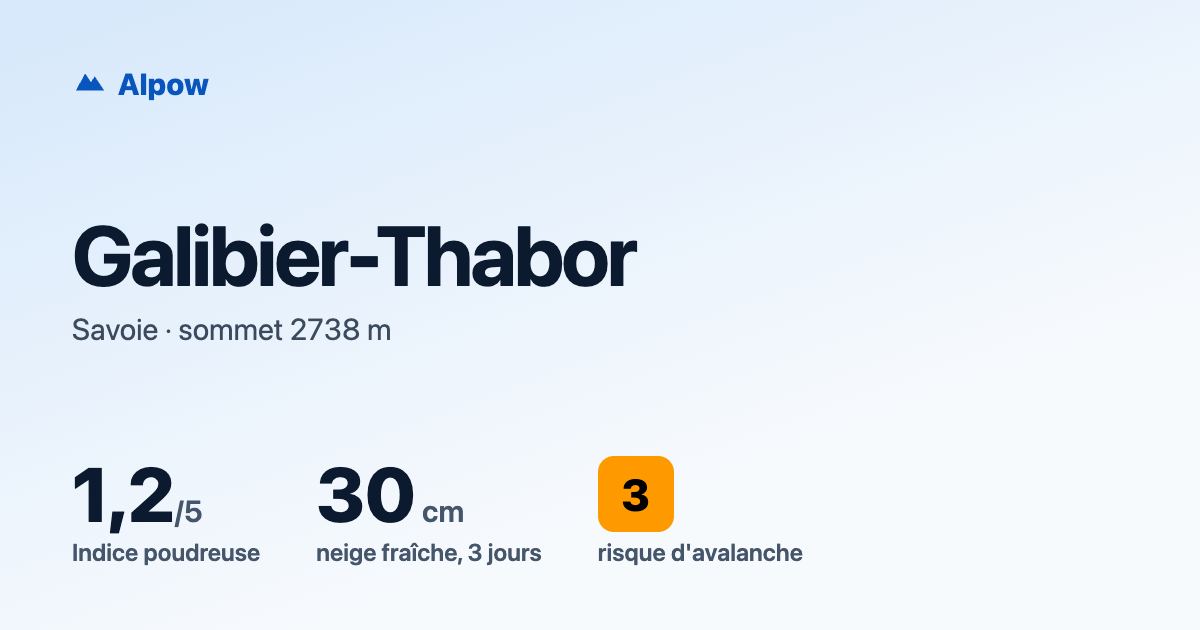 Alpow
Galibier-Thabor
Savoie · sommet 2738 m
1,2/5 30 cm 3
Indice poudreuse neige fraîche, 3 jours risque d'avalanche